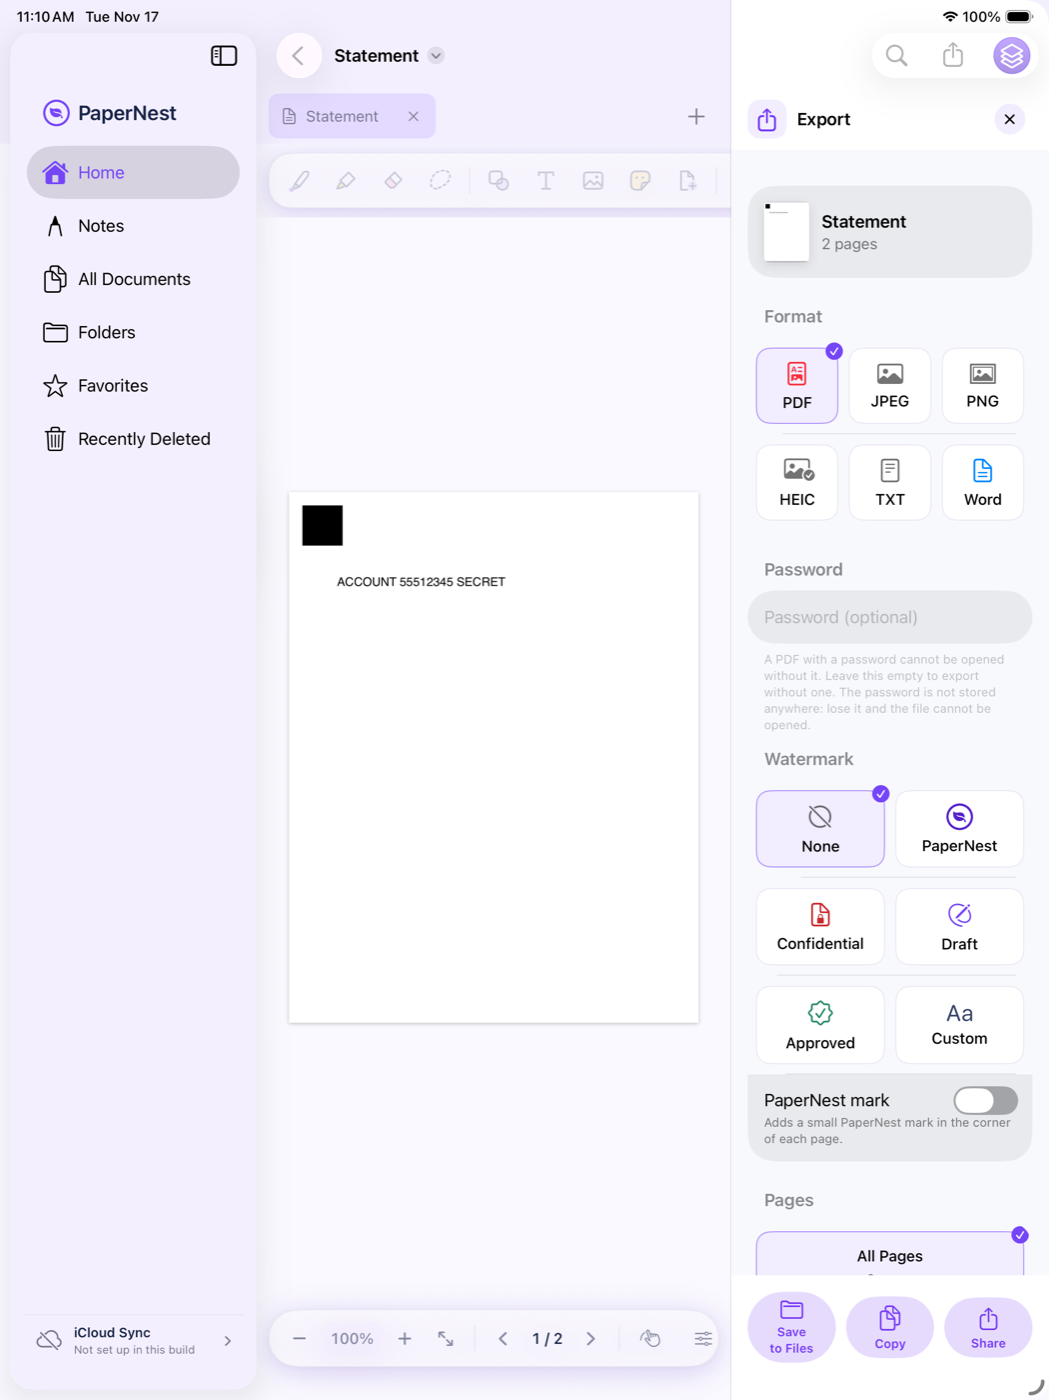 11:10 AM Tue Nov 17
100%
PaperNest
Home
Notes
All Documents
Folders
Favorites
Recently Deleted
iCloud Sync
Not set up in this build
Statement
Statement
ACCOUNT 55512345 SECRET
100%
1 / 2
Export
Statement
2 pages
Format
PDF
JPEG
PNG
HEIC
TXT
Word
Password
Password (optional)
A PDF with a password cannot be opened
without it. Leave this empty to export
without one. The password is not stored
anywhere: lose it and the file cannot be
opened.
Watermark
None
PaperNest
Confidential
Draft
Approved
Aa
Custom
PaperNest mark
Adds a small PaperNest mark in the corner
of each page.
Pages
All Pages
Save
to Files
Copy
Share